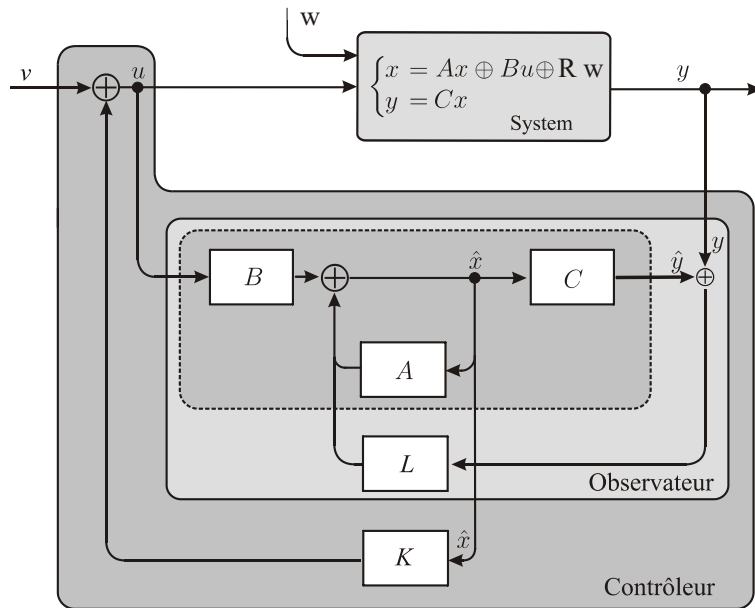 w
v
u
x = Ax ⊕ Bu ⊕ R w
y = Cx
System
y
y
B
x̂
C
ŷ
A
L
Observateur
K
x̂
Contrôleur